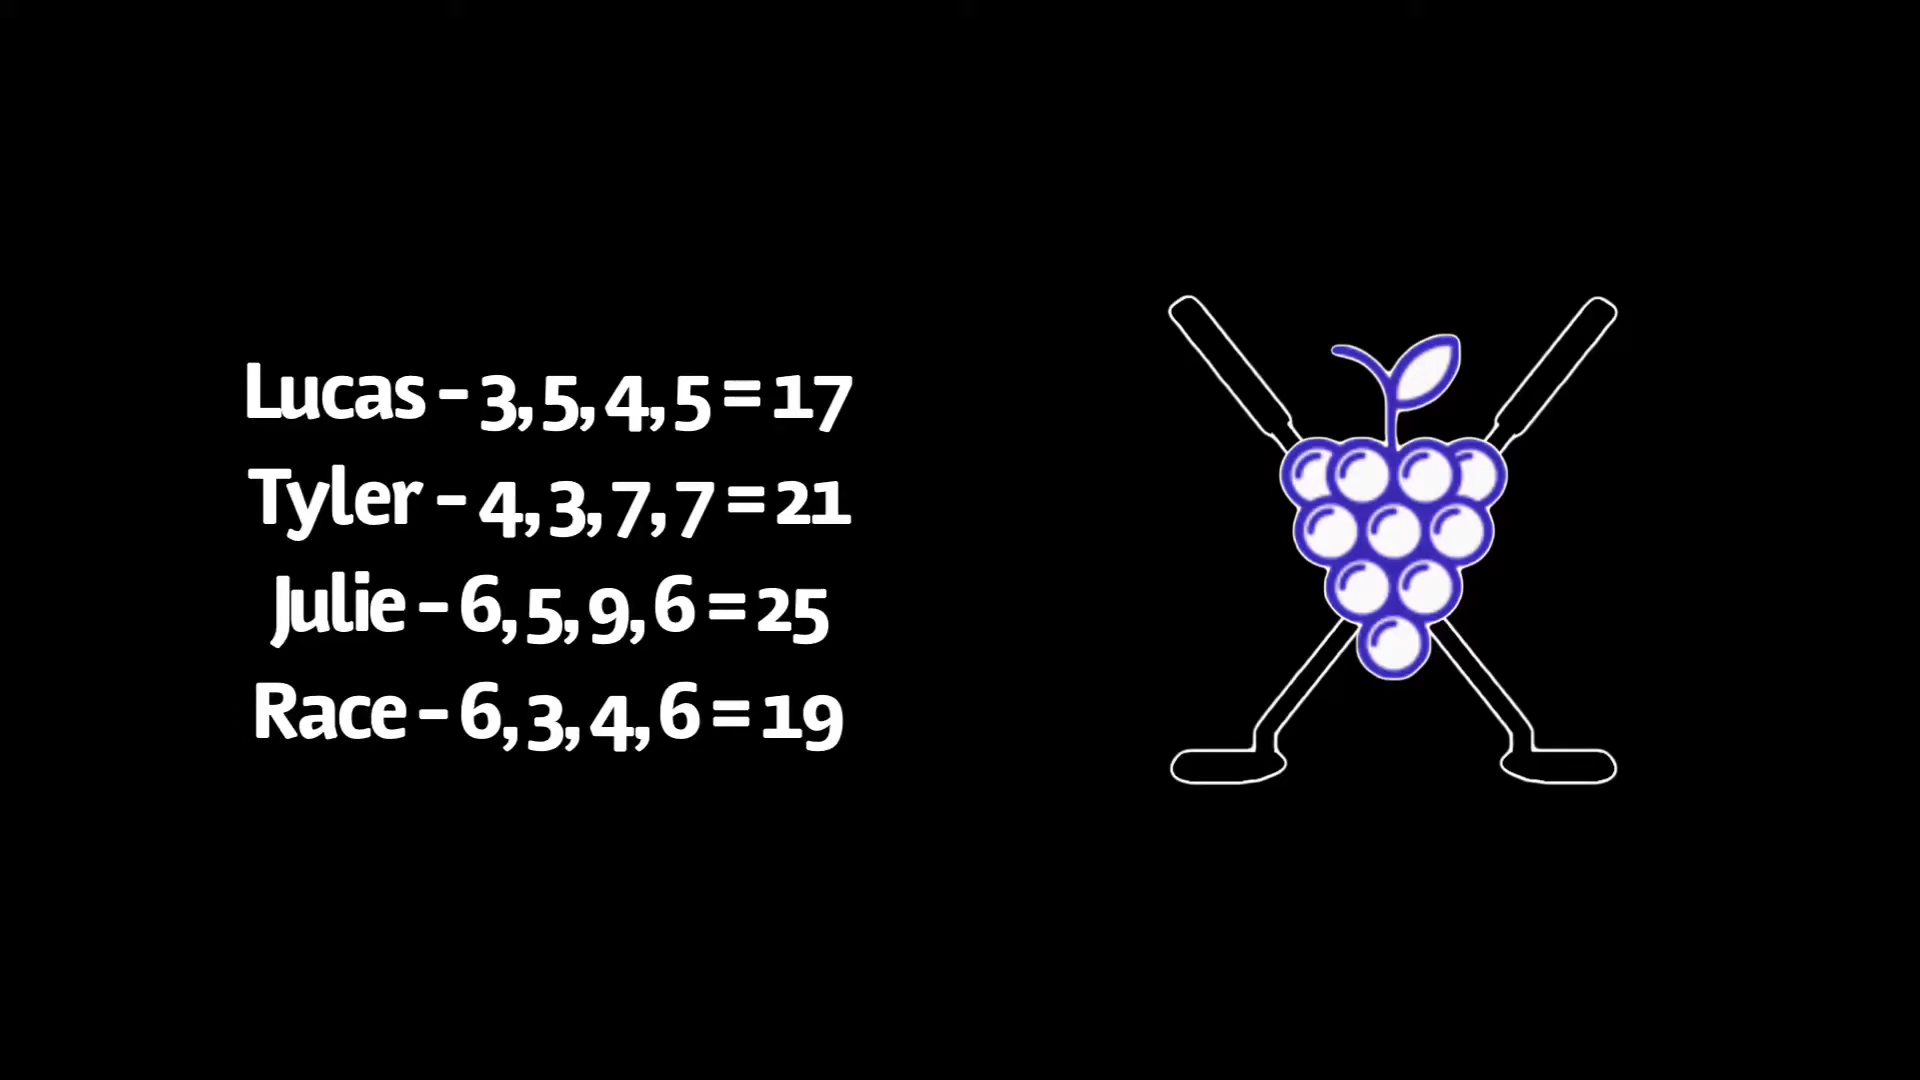 Lucas - 3, 5, 4, 5 = 17
Tyler - 4, 3, 7, 7 = 21
Julie - 6, 5, 9, 6 = 25
Race - 6, 3, 4, 6 = 19